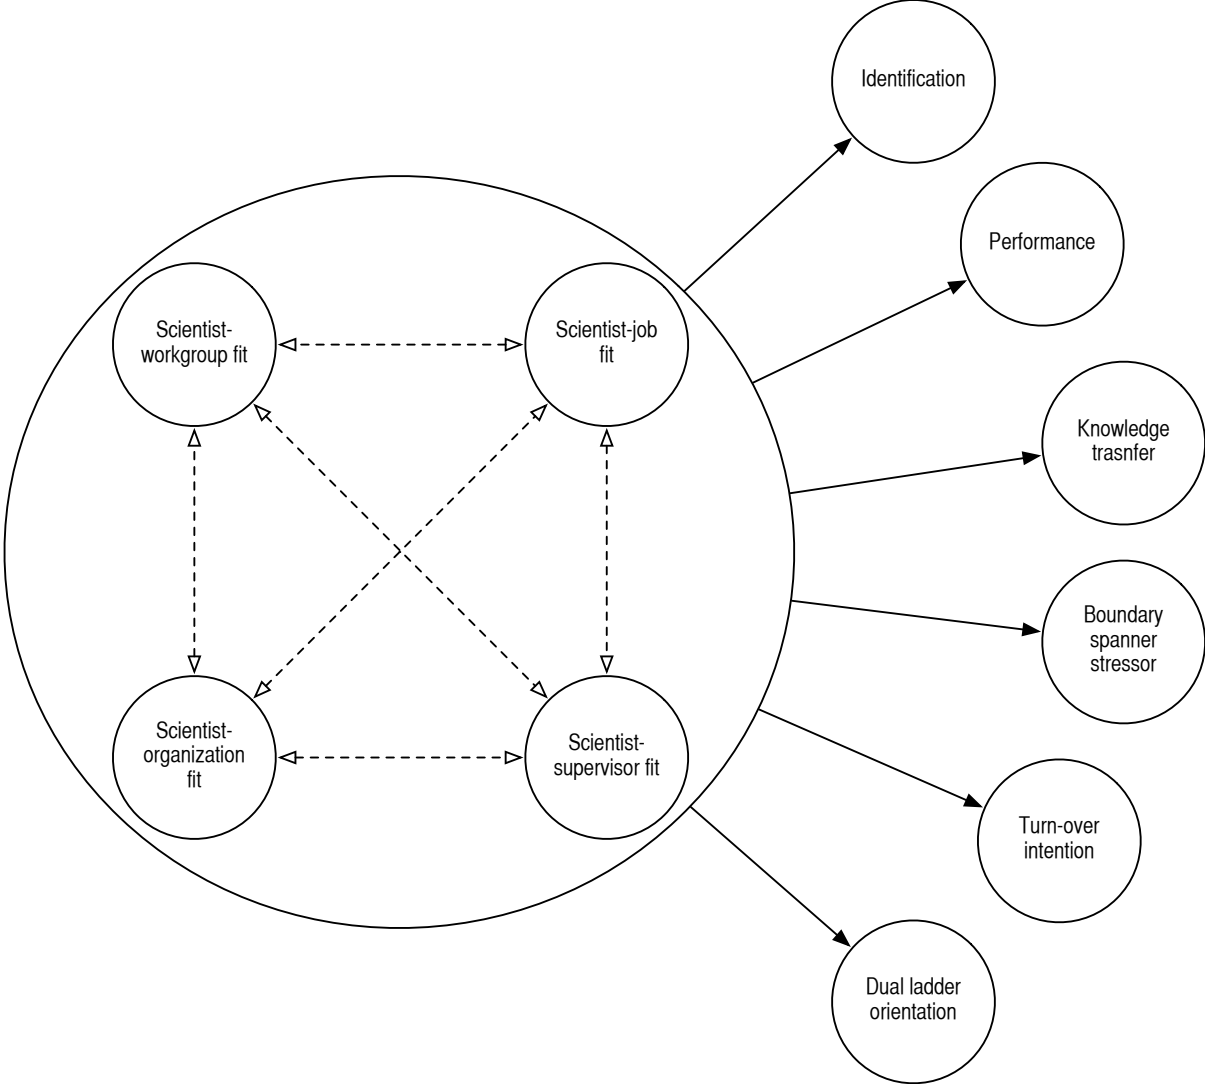 Identification
Performance
Scientist-
workgroup fit
Scientist-job
fit
Knowledge
trasnfer
Boundary
spanner
stressor
Scientist-
organization
fit
Scientist-
supervisor fit
Turn-over
intention
Dual ladder
orientation